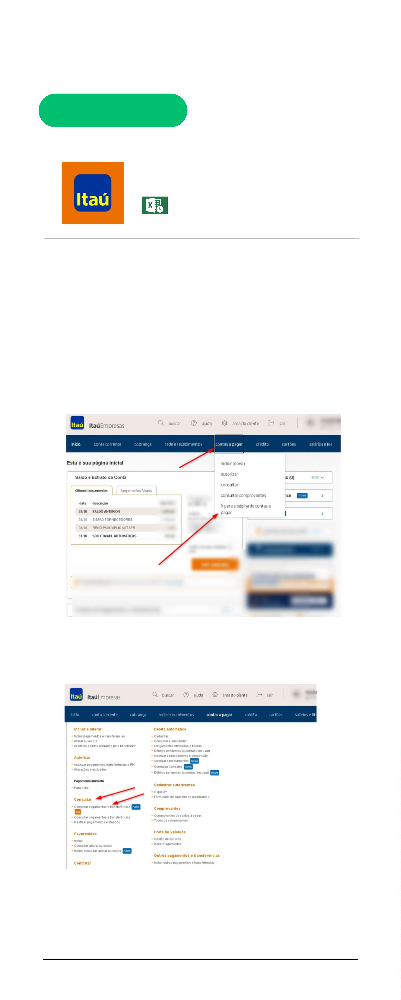 Itaú
X
Itaú ItaúEmpresas buscar ? ajuda área do cliente sair
início conta corrente cobrança rede e recebimentos contas a pagar crédito cartões salários e RH
Esta é sua página inicial
incluir (novo)
autorizar
consultar
consultar comprovantes
ir para a página de contas a
pagar
Saldo e Extrato da Conta
últimos lançamentos lançamentos futuros
data descrição
28/10 SALDO ANTERIOR
31/10 SISPAG FORNECEDORES
31/10 REND PAGO APLIC AUT APR
31/10 SDO CTA/APL AUTOMATICAS
(0) exibir
novo
Itaú ItaúEmpresas buscar ? ajuda área do cliente sair
início conta corrente cobrança rede e recebimentos contas a pagar crédito cartões salários e RH
Incluir e alterar
• Incluir pagamentos e transferências
• Alterar ou excluir
• Aceite de boletos alterados pelo beneficiário
Autorizar
• Autorizar pagamentos, transferências e PIX
• Alterações e exclusões
Pagamento imediato
• Para o dia
Consultar
• Consultar pagamentos e transferências novo
pix
• Consultar pagamentos e transferências
• Rastrear pagamentos efetuados
Favorecidos
• Incluir
• Consultar, alterar ou excluir
• Incluir, consultar, alterar ou excluir novo
Contratar
Débito automático
• Cadastrar
• Consultar e suspender
• Lançamentos efetivados e futuros
• Débitos pendentes (autorizar e recusar)
• Autorizar cadastramento e suspensão
• Autorizar cancelamentos novo
• Gerenciar Contratos novo
• Débitos pendentes (autorizar / recusar) novo
Cadastrar autorizantes
• O que é?
• Formulário de cadastro de autorizantes
Comprovantes
• Comprovantes de contas a pagar
• Todos os comprovantes
Frota de veículos
• Gestão de veículos
• Incluir Pagamentos
Outros pagamentos e transferências
• Incluir outros pagamentos e transferências